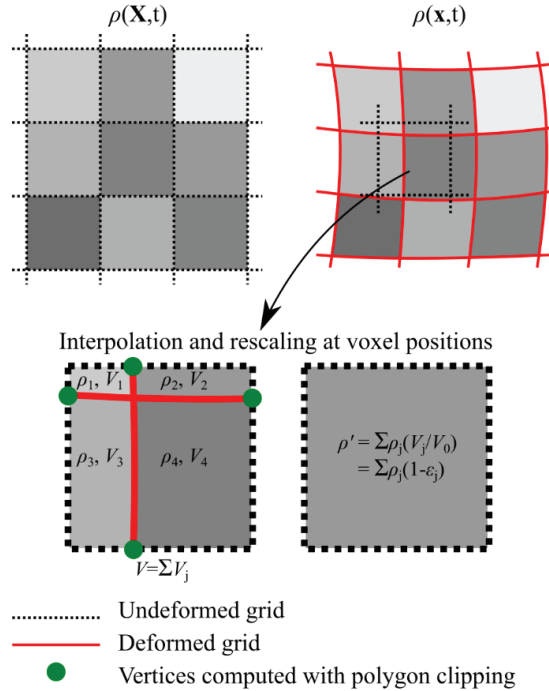 ρ(X,t)
ρ(x,t)
Interpolation and rescaling at voxel positions
ρ₁, V₁
ρ₂, V₂
ρ₃, V₃
ρ₄, V₄
V=ΣVⱼ
ρ′ = Σρⱼ(Vⱼ/V₀)
= Σρⱼ(1-εⱼ)
Undeformed grid
Deformed grid
Vertices computed with polygon clipping